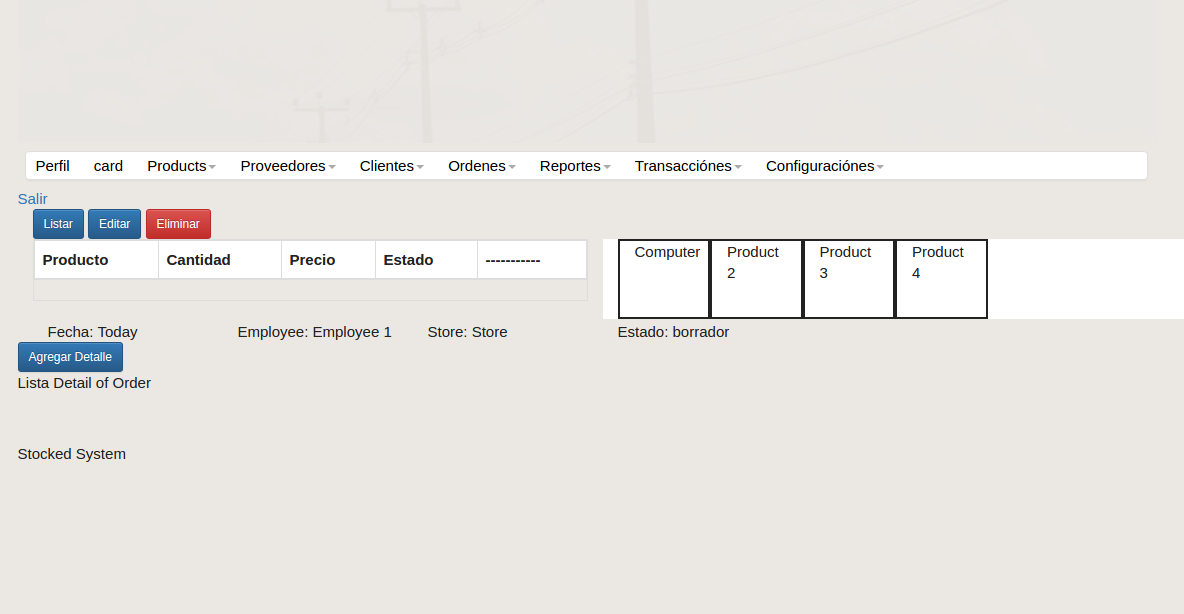 Perfil card Products Proveedores Clientes Ordenes Reportes Transacciónes Configuraciónes
Salir
Listar Editar Eliminar
Producto Cantidad Precio Estado -----------
Computer Product 2 Product 3 Product 4
Fecha: Today Employee: Employee 1 Store: Store Estado: borrador
Agregar Detalle
Lista Detail of Order
Stocked System